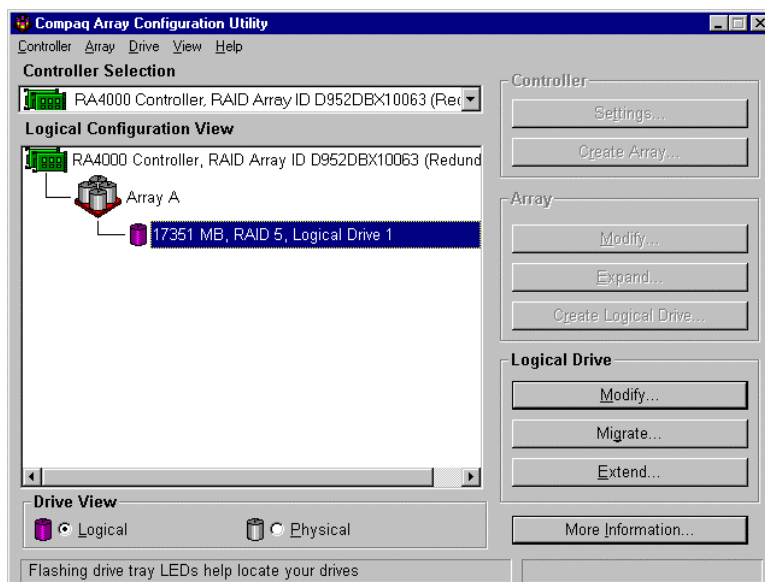 Compaq Array Configuration Utility
Controller Array Drive View Help
Controller Selection
RA4000 Controller, RAID Array ID D952DBX10063 (Rec
Logical Configuration View
RA4000 Controller, RAID Array ID D952DBX10063 (Redund
Array A
17351 MB, RAID 5, Logical Drive 1
Drive View
Logical
Physical
Controller
Settings...
Create Array...
Array
Modify...
Expand...
Create Logical Drive...
Logical Drive
Modify...
Migrate...
Extend...
More Information...
Flashing drive tray LEDs help locate your drives